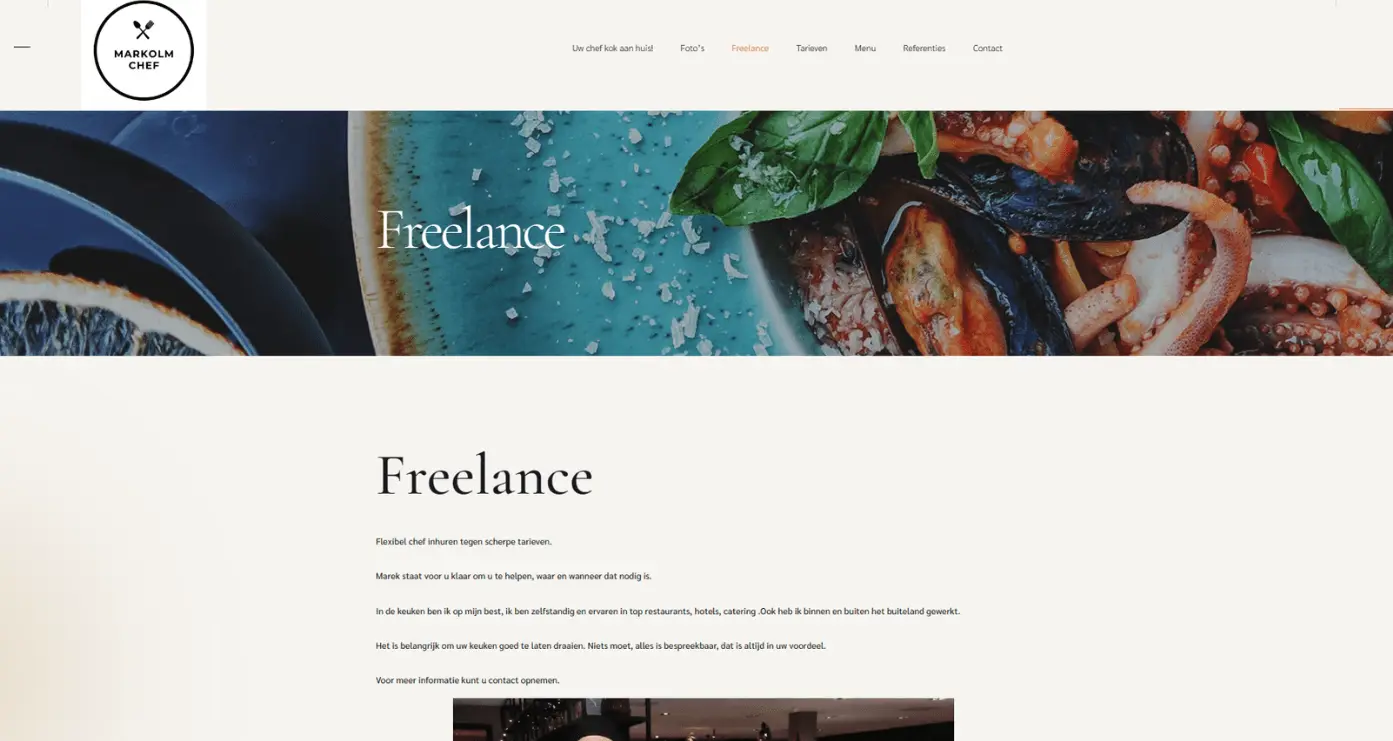 MARKOLM
CHEF
Uw chef kok aan huis!
Foto's
Freelance
Tarieven
Menu
Referenties
Contact
Freelance
Freelance
Flexibel chef inhuren tegen scherpe tarieven.
Marek staat voor u klaar om u te helpen, waar en wanneer dat nodig is.
In de keuken ben ik op mijn best, ik ben zelfstandig en ervaren in top restaurants, hotels, catering .Ook heb ik binnen en buiten het buiteland gewerkt.
Het is belangrijk om uw keuken goed te laten draaien. Niets moet, alles is bespreekbaar, dat is altijd in uw voordeel.
Voor meer informatie kunt u contact opnemen.